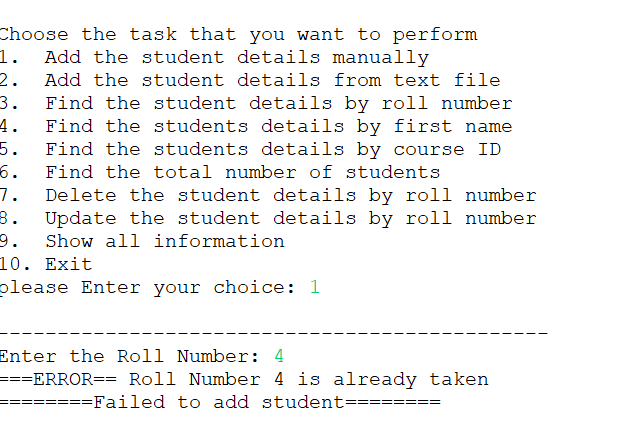 Choose the task that you want to perform
1. Add the student details manually
2. Add the student details from text file
3. Find the student details by roll number
4. Find the students details by first name
5. Find the students details by course ID
6. Find the total number of students
7. Delete the student details by roll number
8. Update the student details by roll number
9. Show all information
10. Exit
please Enter your choice: 1
-----------------------------------------------
Enter the Roll Number: 4
===ERROR== Roll Number 4 is already taken
========Failed to add student========